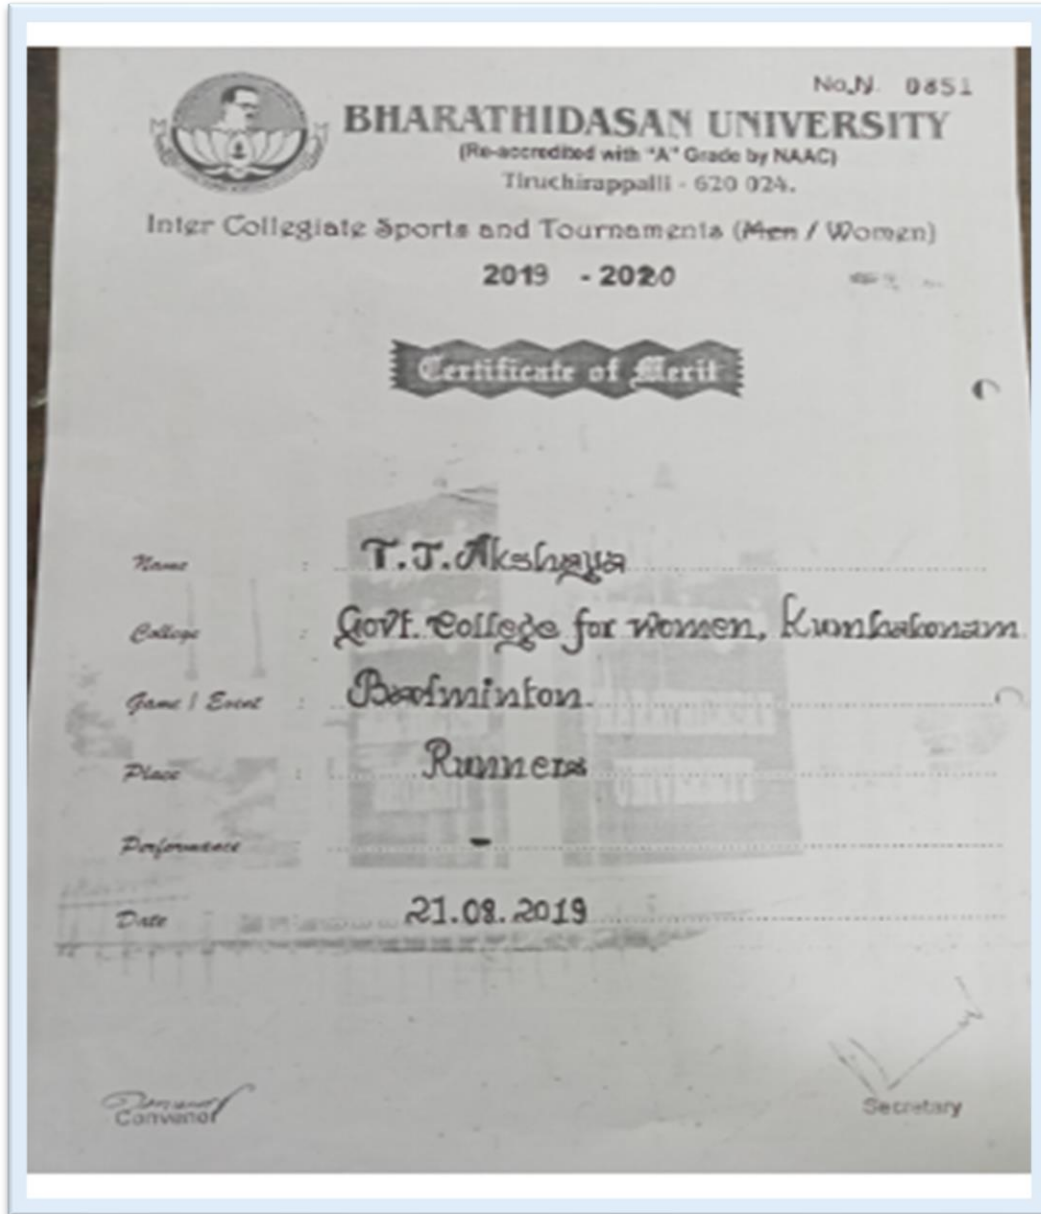 No.N. 0851
BHARATHIDASAN UNIVERSITY
(Re-accredited with "A" Grade by NAAC)
Tiruchirappalli - 620 024.
Inter Collegiate Sports and Tournaments (Men / Women)
2019 - 2020
Certificate of Merit
Name : T.J. Akshaya
College : Govt. College for women, Kumbakonam.
Game / Event : Badminton.
Place : Runners
Performance : -
Date 21.08.2019
Convenor
Secretary